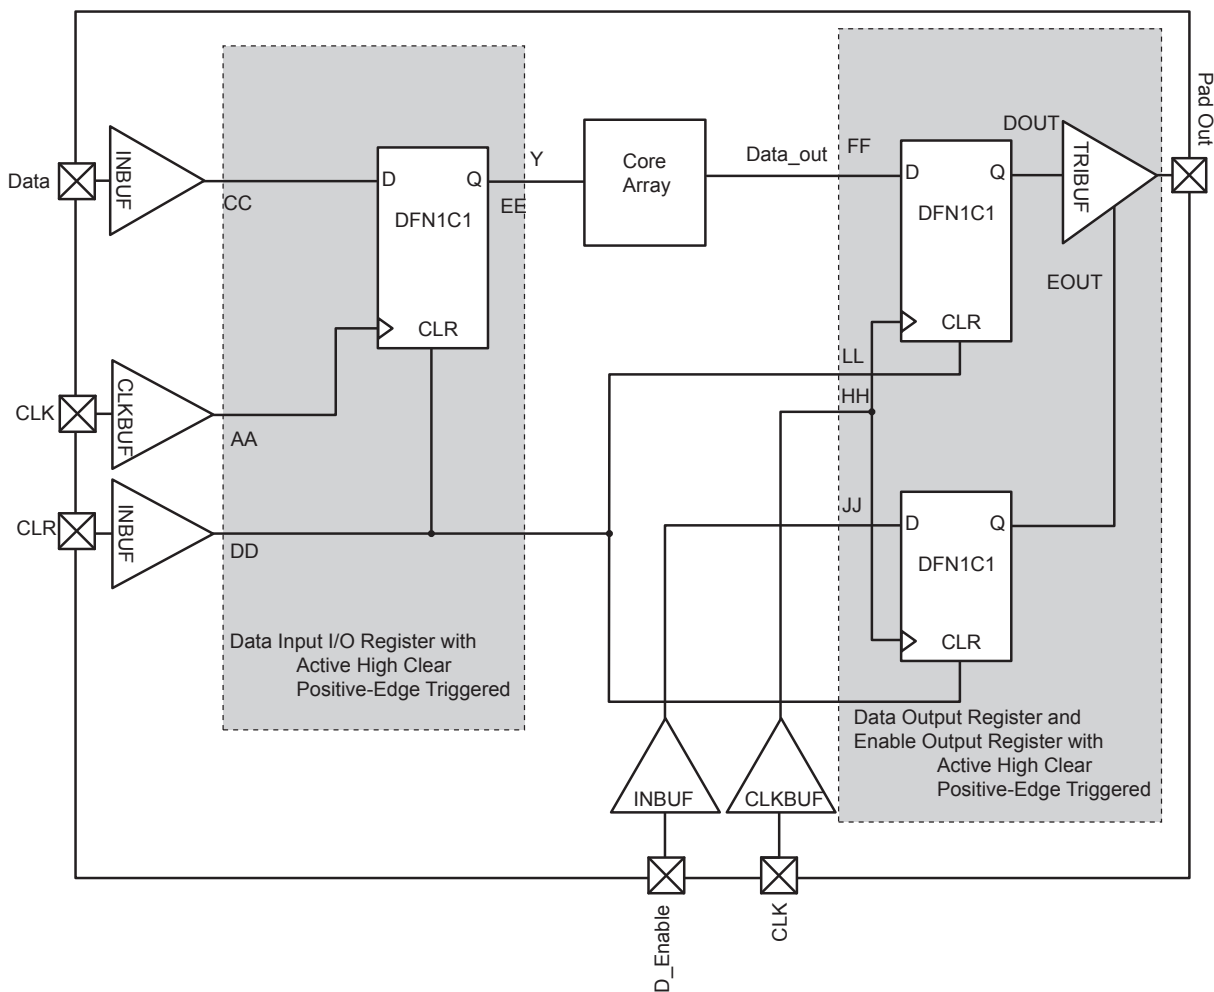 Pad Out
DOUT
INBUF
TRIBUF
Y
Core
Array
Data_out
FF
Data
D
Q
D
Q
CC
EE
DFN1C1
DFN1C1
EOUT
CLR
CLR
LL
HH
CLK
CLKBUF
AA
JJ
D
Q
CLR
INBUF
DD
DFN1C1
CLR
Data Input I/O Register with
Active High Clear
Positive-Edge Triggered
Data Output Register and
Enable Output Register with
Active High Clear
Positive-Edge Triggered
INBUF
CLKBUF
D_Enable
CLK